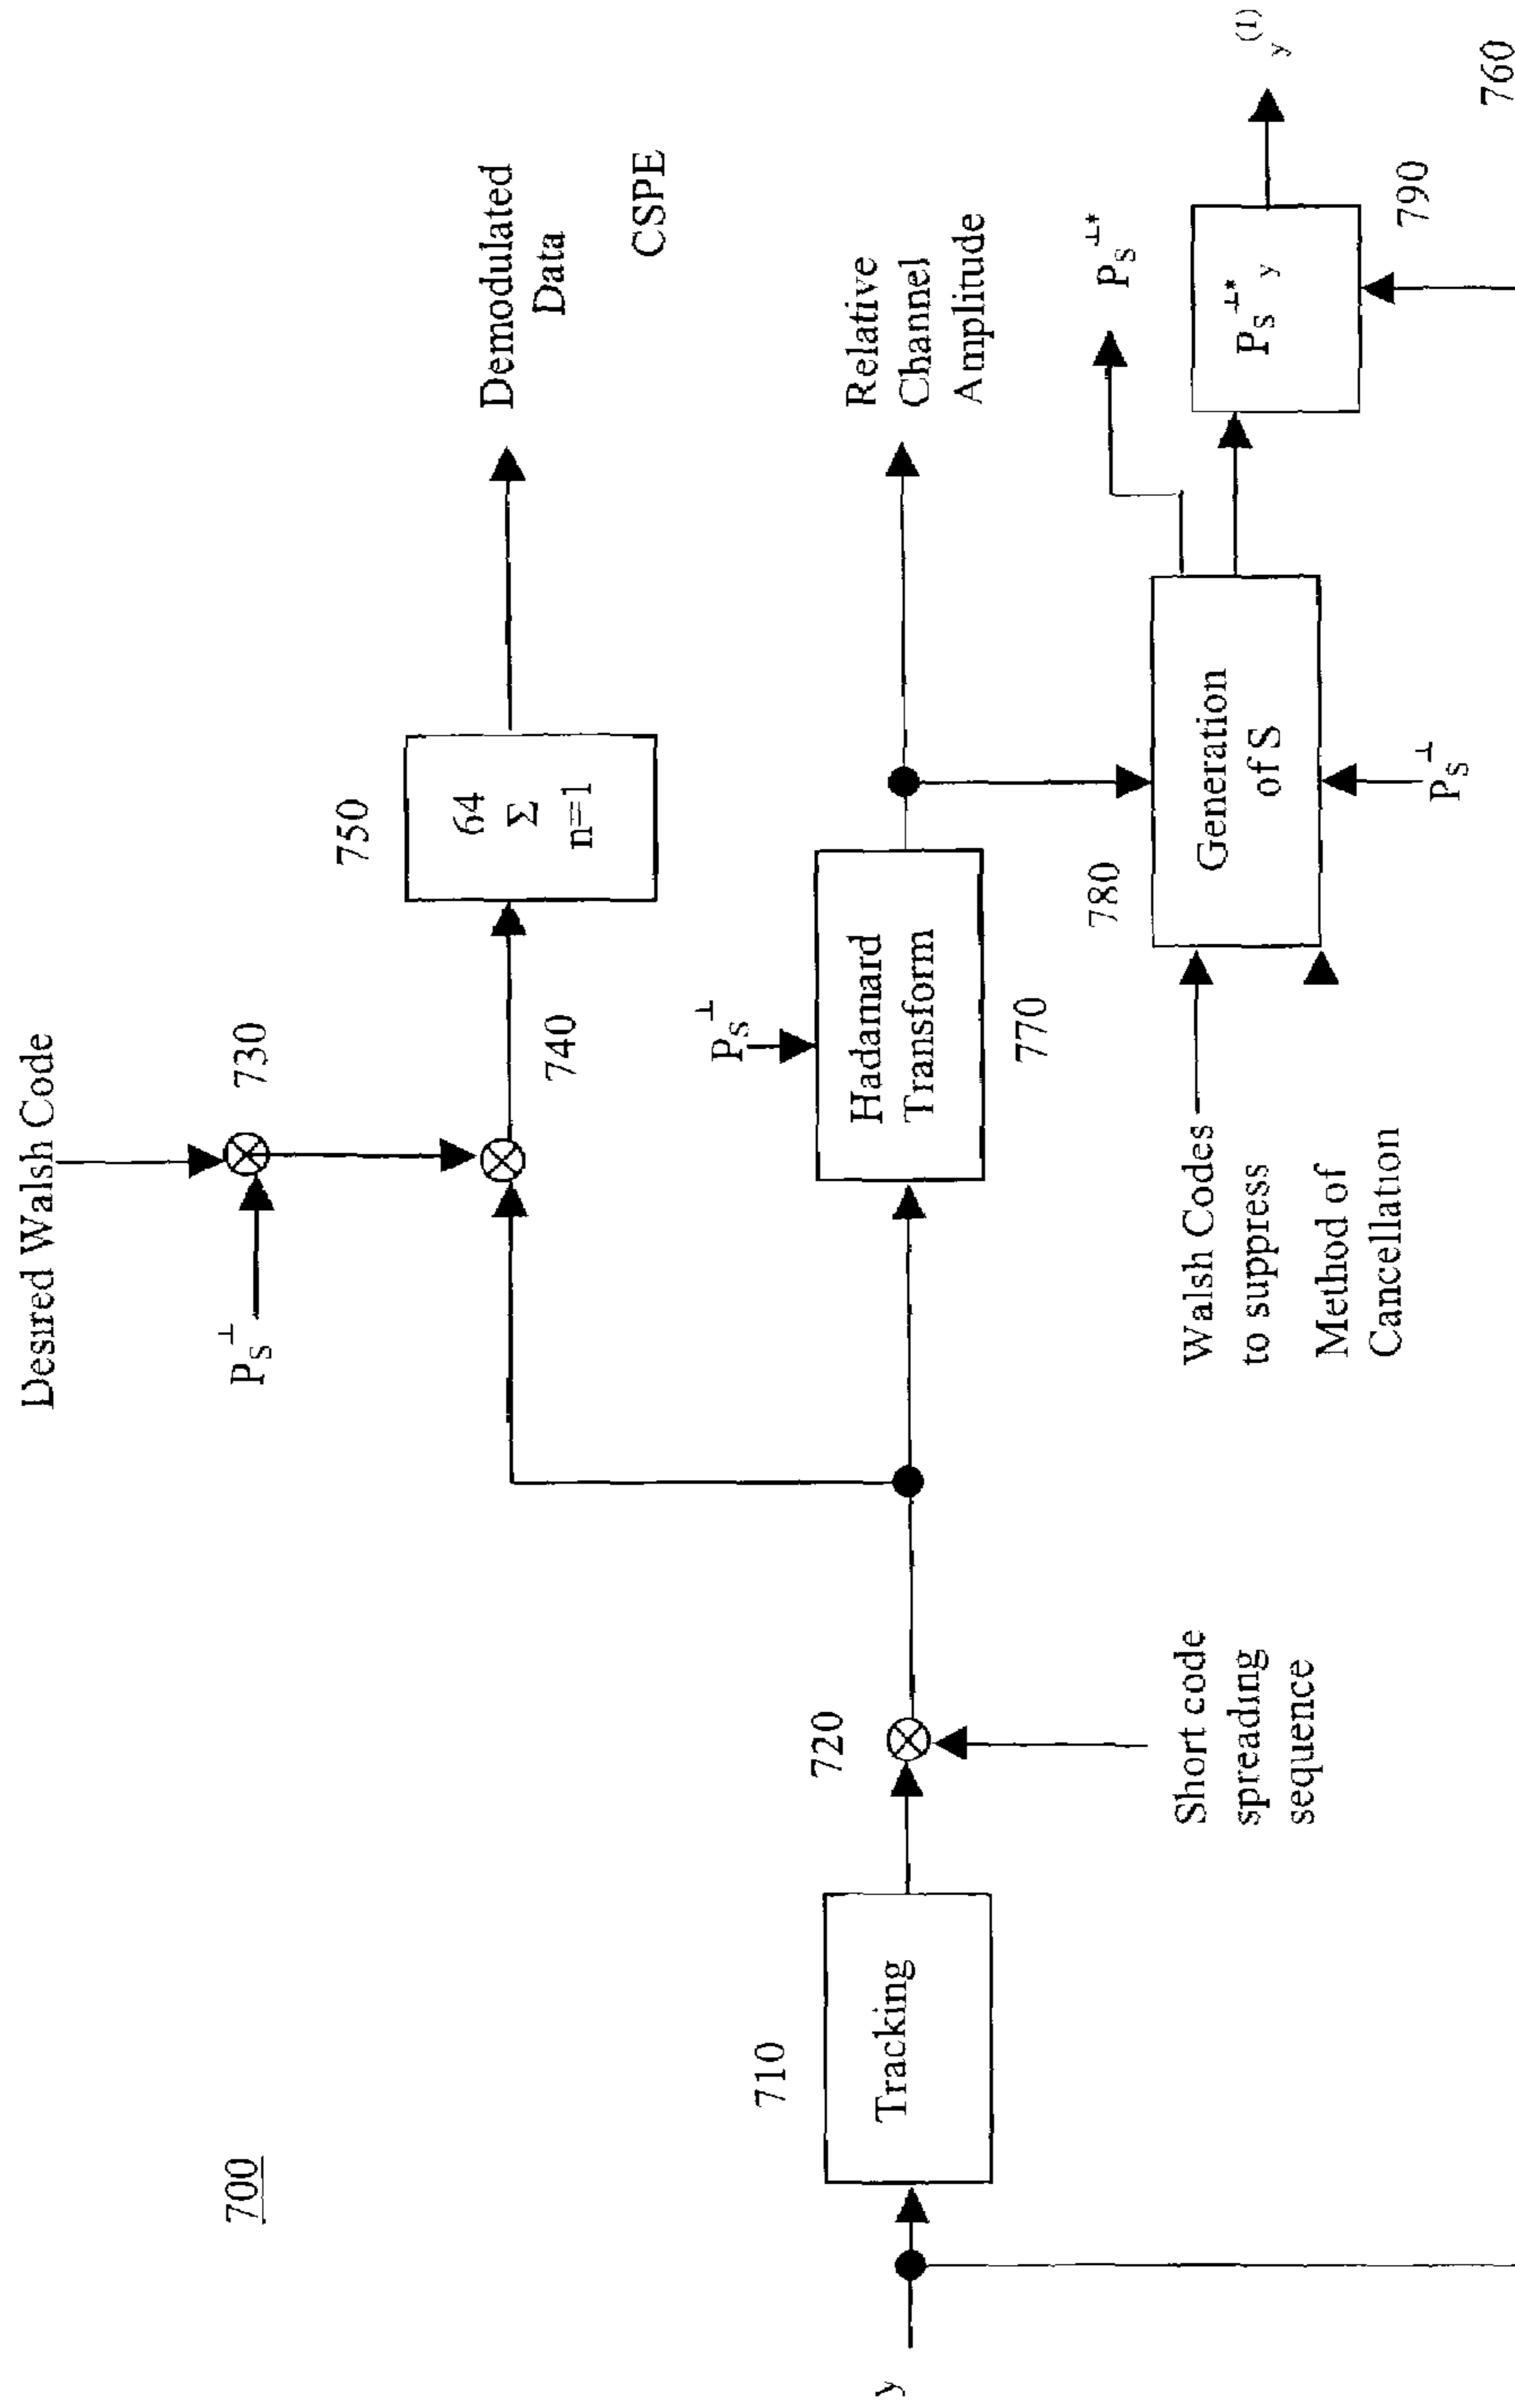 700
y
710
Tracking
720
Short code
spreading
sequence
Desired Walsh Code
P_S^⊥
730
740
750
64
Σ
n=1
Demodulated
Data
CSPE
P_S^⊥
Hadamard
Transform
770
Relative
Channel
Amplitude
Walsh Codes
to suppress
Method of
Cancellation
780
Generation
of S
P_S^⊥
P_S^⊥*
P_S^⊥* y
790
y^(1)
760